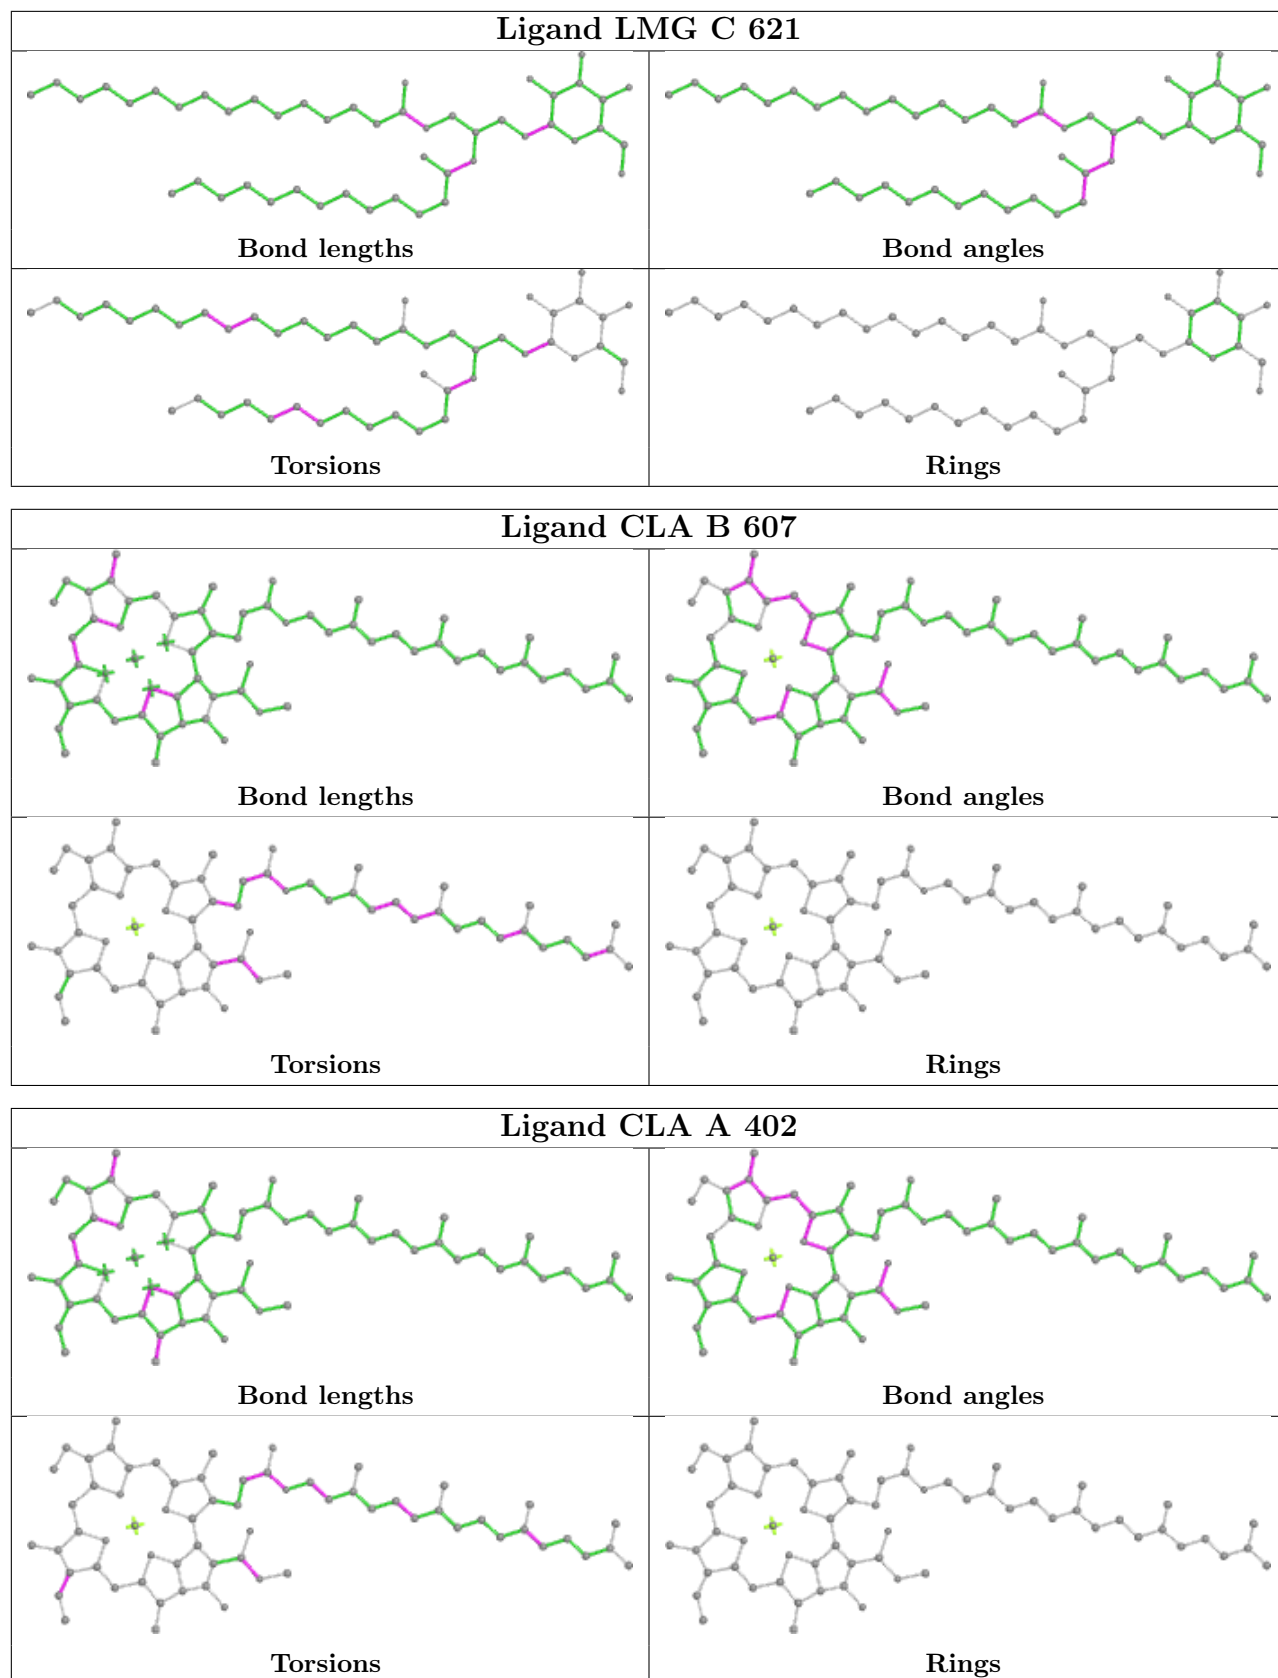 Ligand LMG C 621
Bond lengths
Bond angles
Torsions
Rings
Ligand CLA B 607
Bond lengths
Bond angles
Torsions
Rings
Ligand CLA A 402
Bond lengths
Bond angles
Torsions
Rings